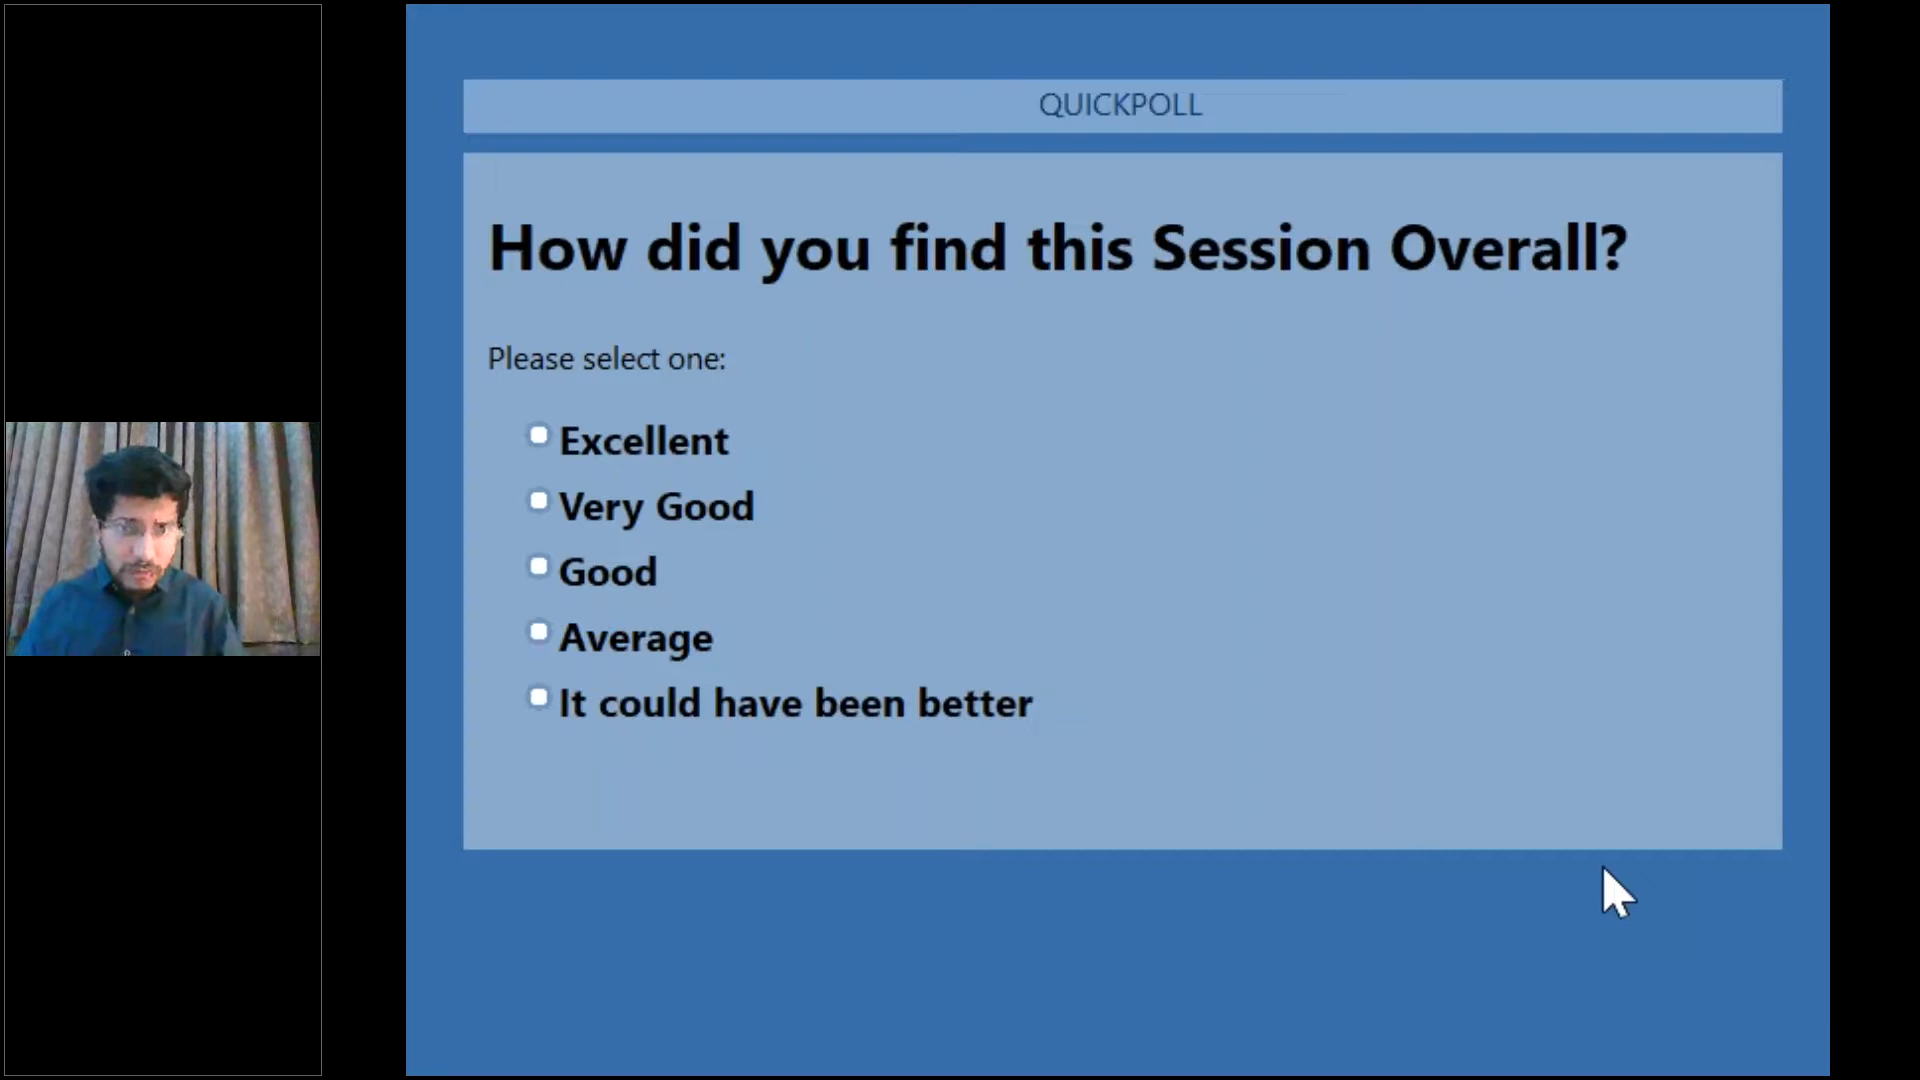 QUICKPOLL
How did you find this Session Overall?
Please select one:
Excellent
Very Good
Good
Average
It could have been better